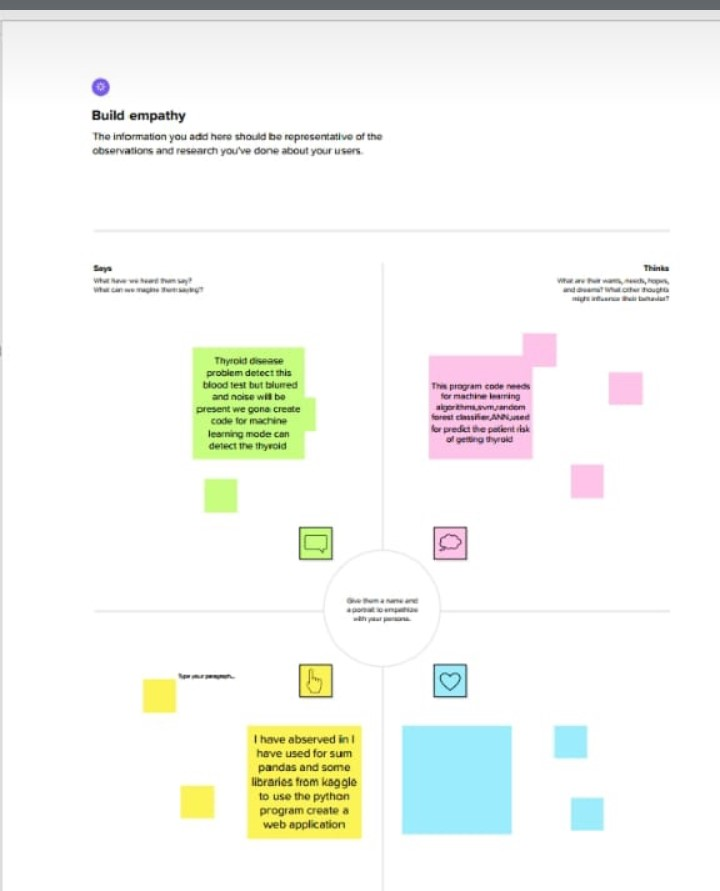 Build empathy
The information you add here should be representative of the
observations and research you've done about your users.
Says
What have we heard them say?
What can we imagine them saying?
Thinks
What are their wants, needs, hopes,
and dreams? What other thoughts
might influence their behavior?
Thyroid disease
problem detect this
blood test but blurred
and noise will be
present we gona create
code for machine
learning mode can
detect the thyroid
This program code needs
for machine learning
algorithms,svm,random
forest classifier,ANN,used
for predict the patient risk
of getting thyroid
Give them a name and
a portrait to empathize
with your persona.
Type your paragraph...
I have abserved in I
have used for sum
pandas and some
libraries from kaggle
to use the python
program create a
web application